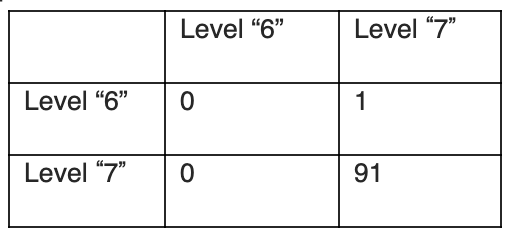 Level “6” Level “7”
Level “6” 0 1
Level “7” 0 91